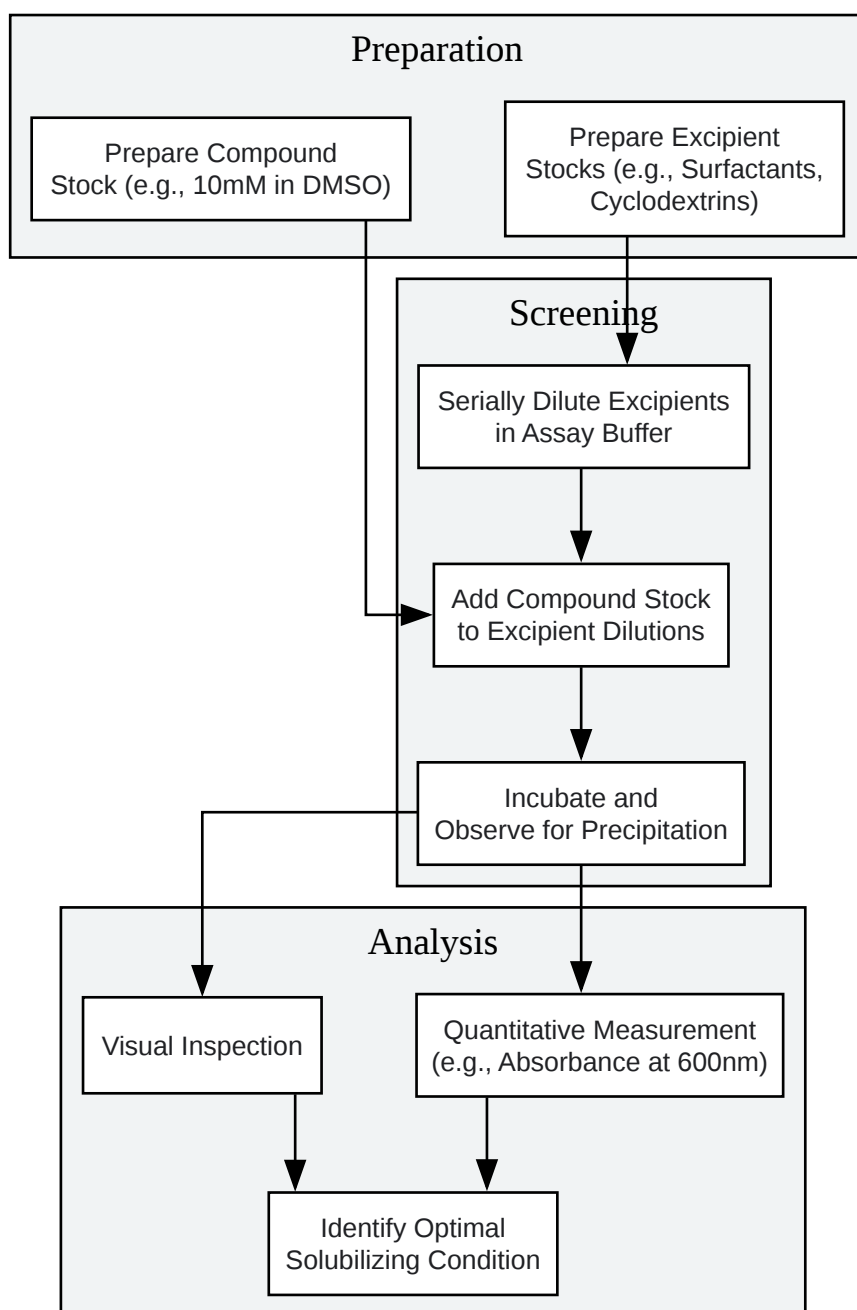 Preparation
Prepare Compound
Stock (e.g., 10mM in DMSO)
Prepare Excipient
Stocks (e.g., Surfactants,
Cyclodextrins)
Screening
Serially Dilute Excipients
in Assay Buffer
Add Compound Stock
to Excipient Dilutions
Incubate and
Observe for Precipitation
Analysis
Visual Inspection
Quantitative Measurement
(e.g., Absorbance at 600nm)
Identify Optimal
Solubilizing Condition